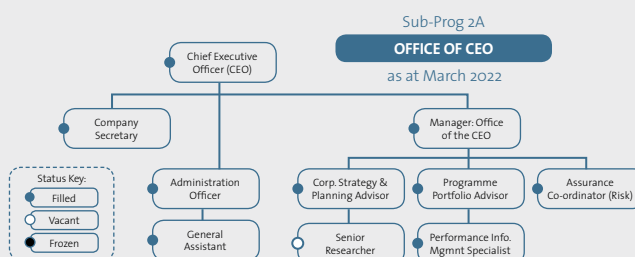 Sub-Prog 2A
OFFICE OF CEO
as at March 2022
Chief Executive
Officer (CEO)
Company
Secretary
Manager: Office
of the CEO
Status Key:
Filled
Vacant
Frozen
Administration
Officer
Corp. Strategy &
Planning Advisor
Programme
Portfolio Advisor
Assurance
Co-ordinator (Risk)
General
Assistant
Senior
Researcher
Performance Info.
Mgmnt Specialist